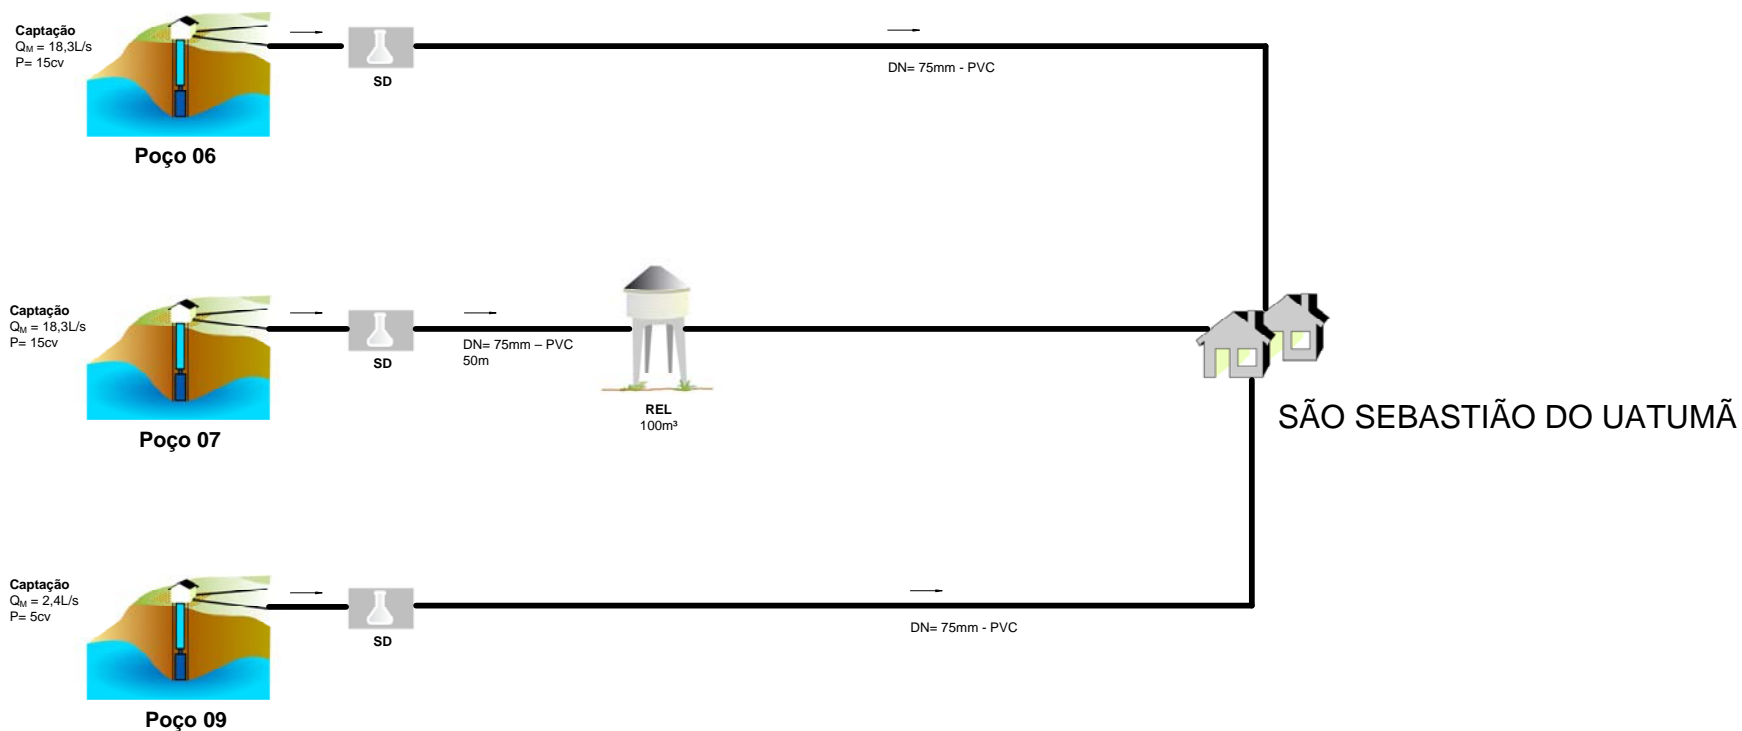 Captação
QM = 18,3L/s
P= 15cv
SD
DN= 75mm - PVC
Poço 06
Captação
QM = 18,3L/s
P= 15cv
SD
DN= 75mm – PVC
50m
REL
100m³
Poço 07
SÃO SEBASTIÃO DO UATUMÃ
Captação
QM = 2,4L/s
P= 5cv
SD
DN= 75mm - PVC
Poço 09